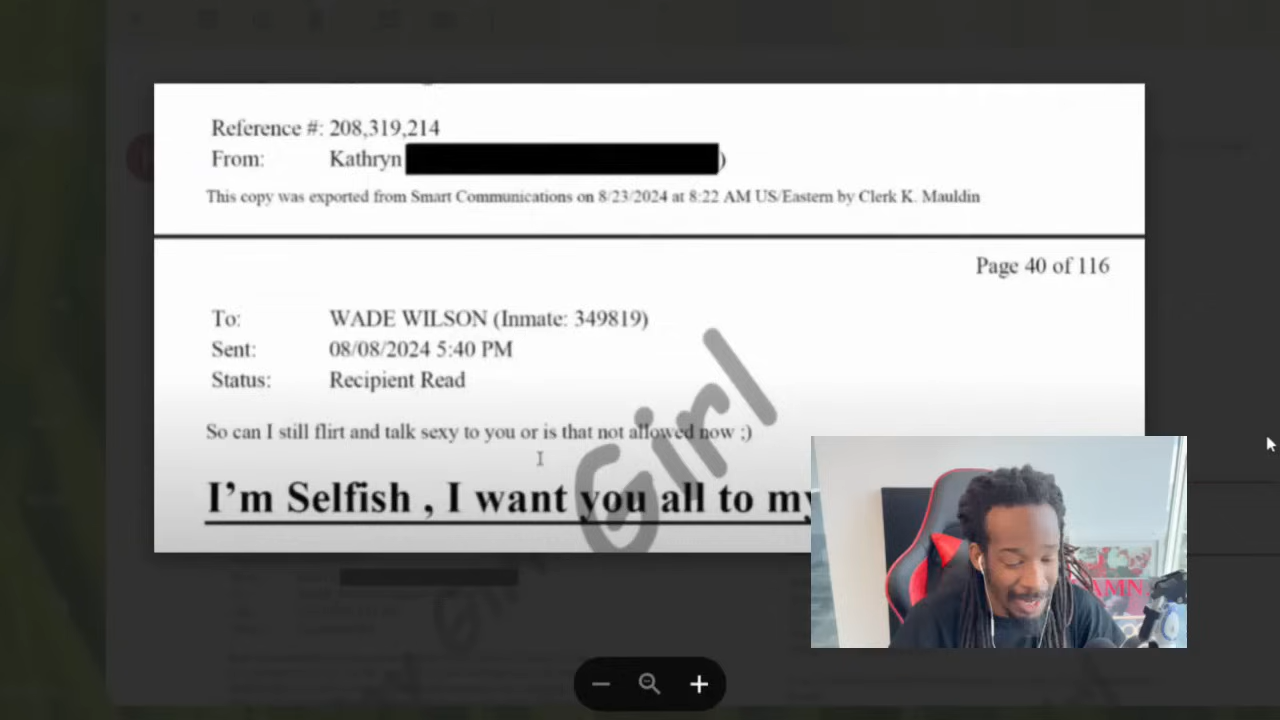 Reference #: 208,319,214
From: Kathryn )
This copy was exported from Smart Communications on 8/23/2024 at 8:22 AM US/Eastern by Clerk K. Mauldin
Page 40 of 116
To: WADE WILSON (Inmate: 349819)
Sent: 08/08/2024 5:40 PM
Status: Recipient Read
So can I still flirt and talk sexy to you or is that not allowed now ;)
I'm Selfish , I want you all to my
Girl
AMN.